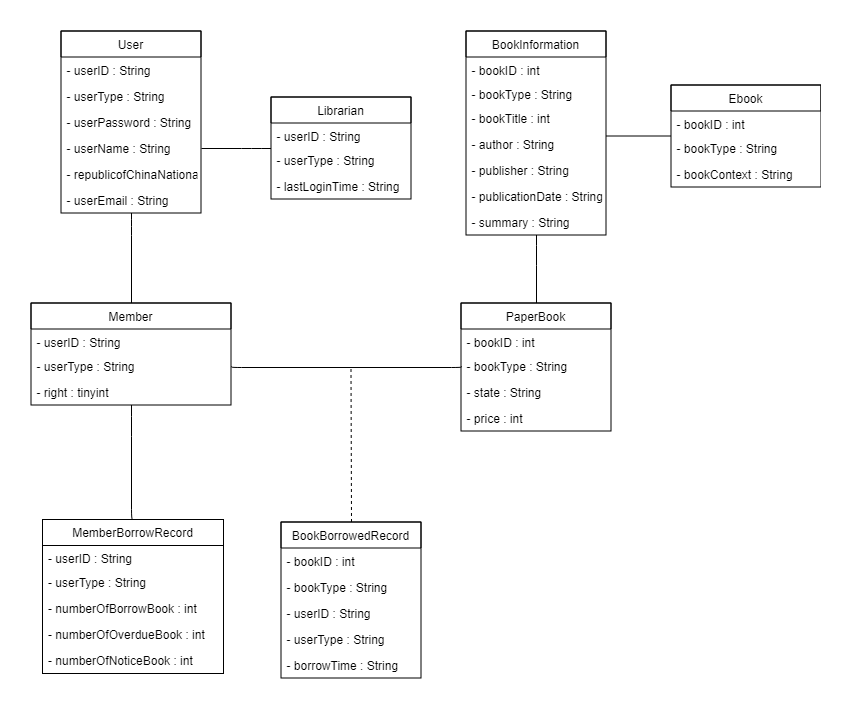 User
- userID : String
- userType : String
- userPassword : String
- userName : String
- republicofChinaNationa
- userEmail : String
Librarian
- userID : String
- userType : String
- lastLoginTime : String
BookInformation
- bookID : int
- bookType : String
- bookTitle : int
- author : String
- publisher : String
- publicationDate : String
- summary : String
Ebook
- bookID : int
- bookType : String
- bookContext : String
Member
- userID : String
- userType : String
- right : tinyint
PaperBook
- bookID : int
- bookType : String
- state : String
- price : int
MemberBorrowRecord
- userID : String
- userType : String
- numberOfBorrowBook : int
- numberOfOverdueBook : int
- numberOfNoticeBook : int
BookBorrowedRecord
- bookID : int
- bookType : String
- userID : String
- userType : String
- borrowTime : String